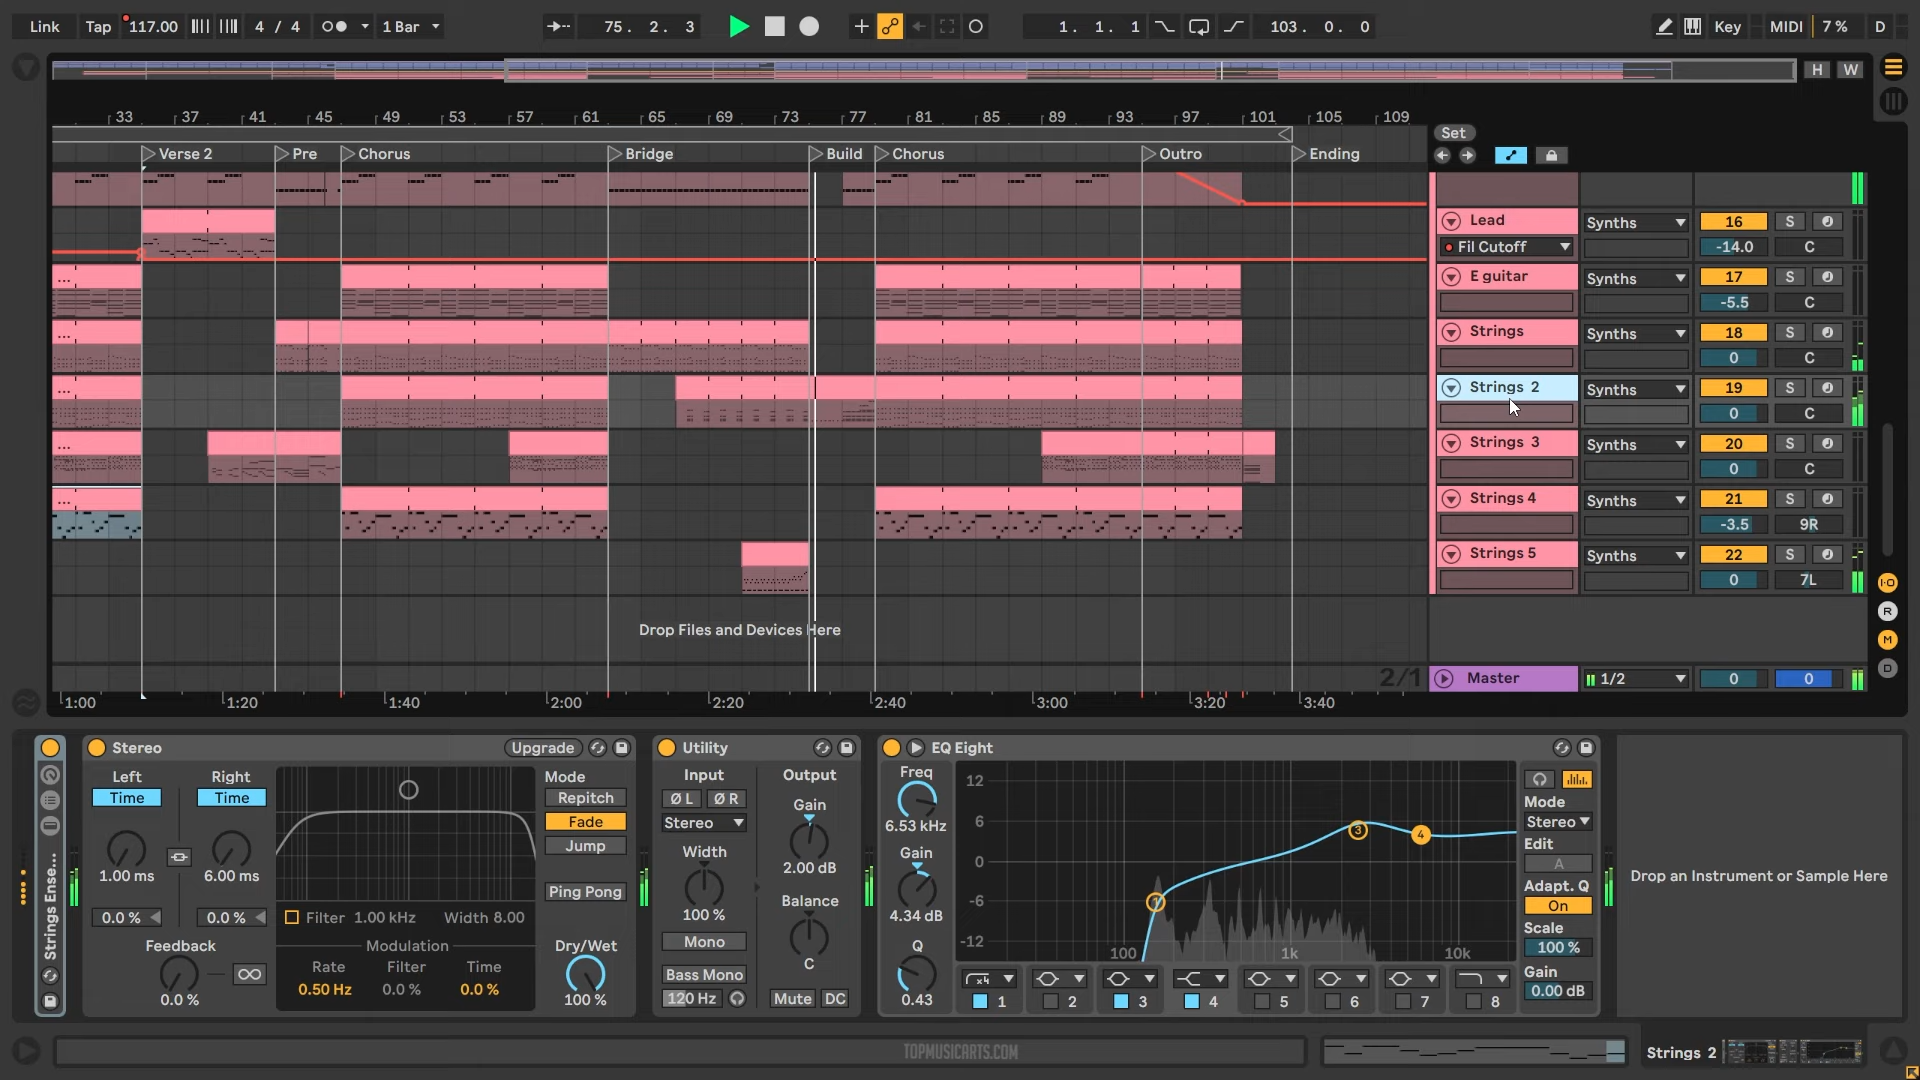 Link Tap 117.00 4 / 4 1 Bar 75. 2. 3 1. 1. 1 103. 0. 0 Key MIDI 7 % D
H W
33 37 41 45 49 53 57 61 65 69 73 77 81 85 89 93 97 101 105 109
Set
Verse 2 Pre Chorus Bridge Build Chorus Outro Ending
Lead Synths 16 S
Fil Cutoff -14.0 C
... E guitar Synths 17 S
-5.5 C
... Strings Synths 18 S
0 C
Strings 2 Synths 19 S
0 C
... Strings 3 Synths 20 S
0 C
... Strings 4 Synths 21 S
-3.5 9R
Strings 5 Synths 22 S
0 7L
I·O
R
M
D
Drop Files and Devices Here
2/1 Master 1/2 0 0
1:00 1:20 1:40 2:00 2:20 2:40 3:00 3:20 3:40
Strings Ense...
Stereo Upgrade
Left Right Mode
Time Time Repitch
Fade
Jump
1.00 ms 6.00 ms
Ping Pong
0.0 % 0.0 % Filter 1.00 kHz Width 8.00
Feedback Modulation Dry/Wet
Rate Filter Time
0.50 Hz 0.0 % 0.0 %
0.0 % 100 %
Utility
Input Output
Ø L Ø R Gain
Stereo
Width 2.00 dB
100 % Balance
Mono C
Bass Mono
120 Hz Mute DC
EQ Eight
Freq
6.53 kHz
Gain
4.34 dB
Q
0.43
12
6
0
-6
-12
1 3 4
100 1k 10k
x4
1 2 3 4 5 6 7 8
Mode
Stereo
Edit
A
Adapt. Q
On
Scale
100 %
Gain
0.00 dB
Drop an Instrument or Sample Here
TOPMUSICARTS.COM
Strings 2